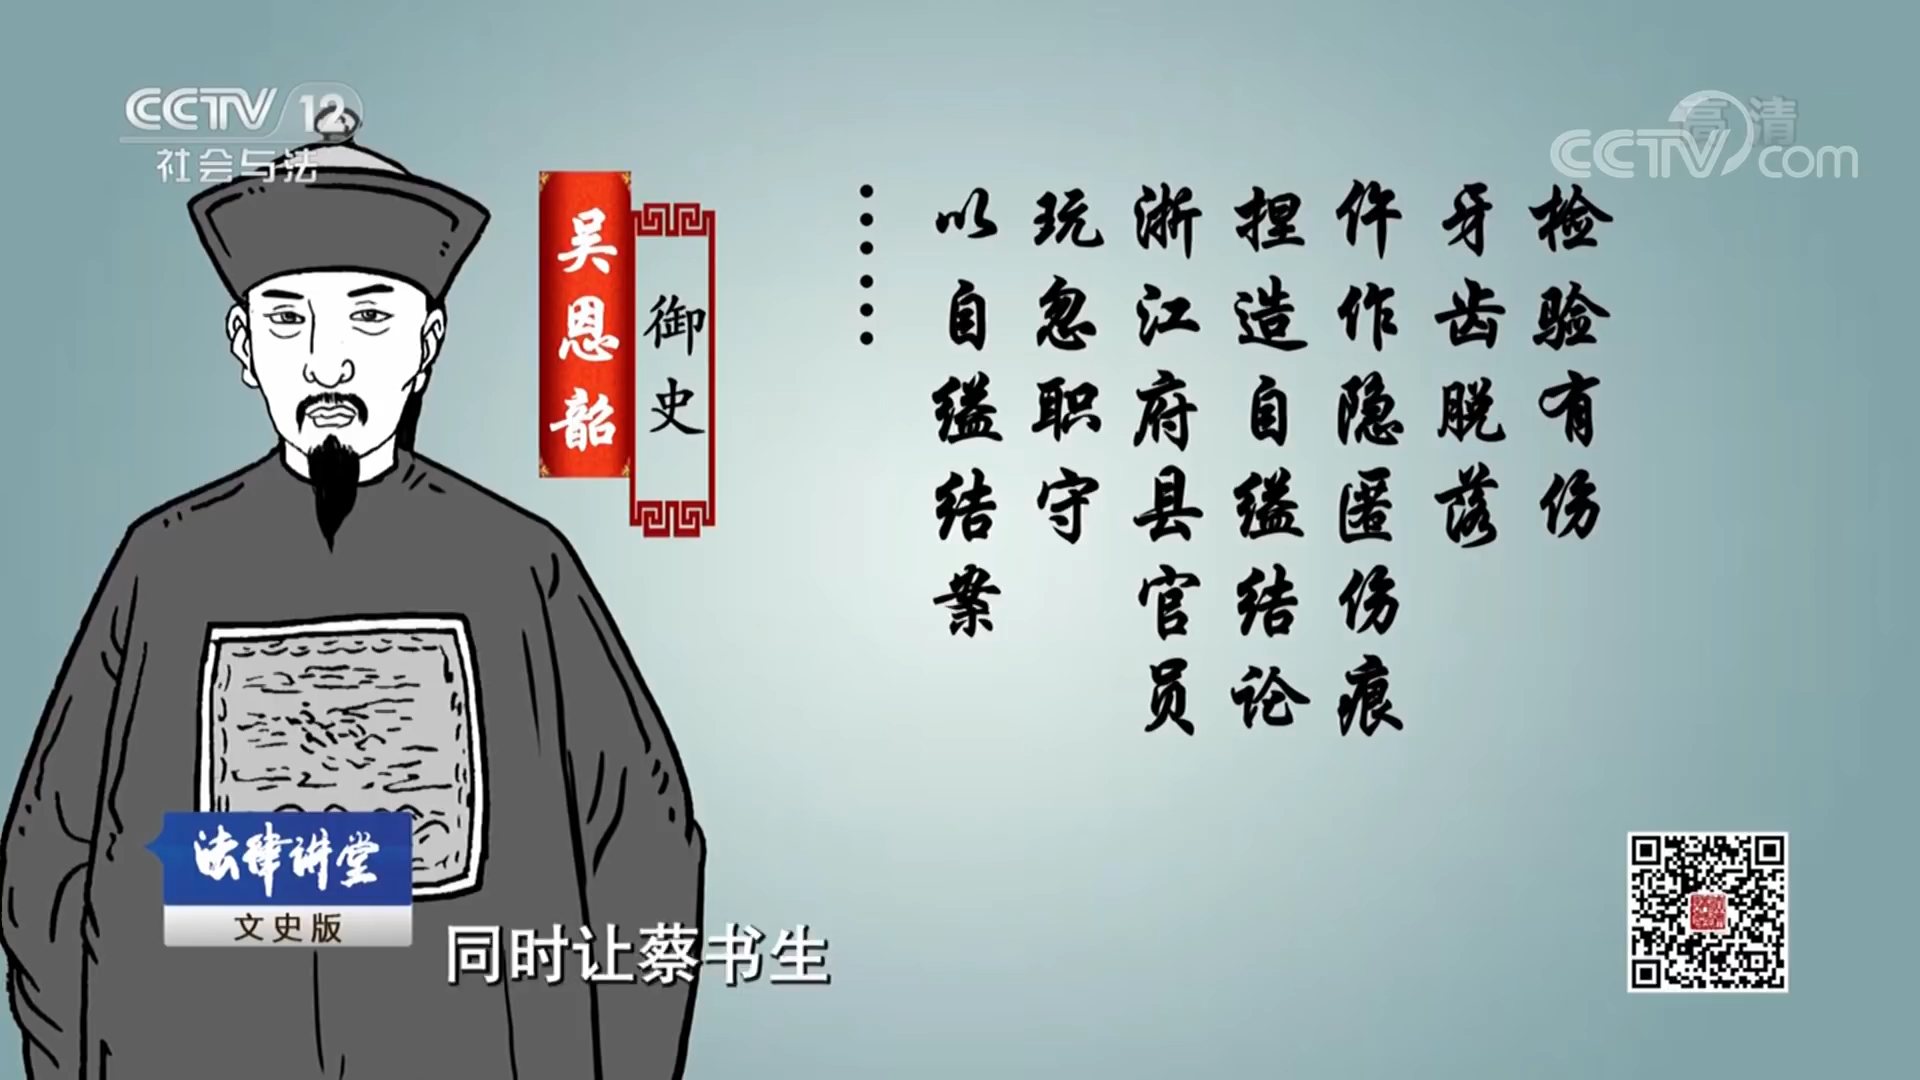 CCTV 12
社会与法
高清
CCTV.com
检验有伤
牙齿脱落
仵作隐匿伤痕
捏造自缢结论
浙江府县官员
玩忽职守
以自缢结案
……
御史
吴恩韶
法律讲堂
文史版
同时让蔡书生